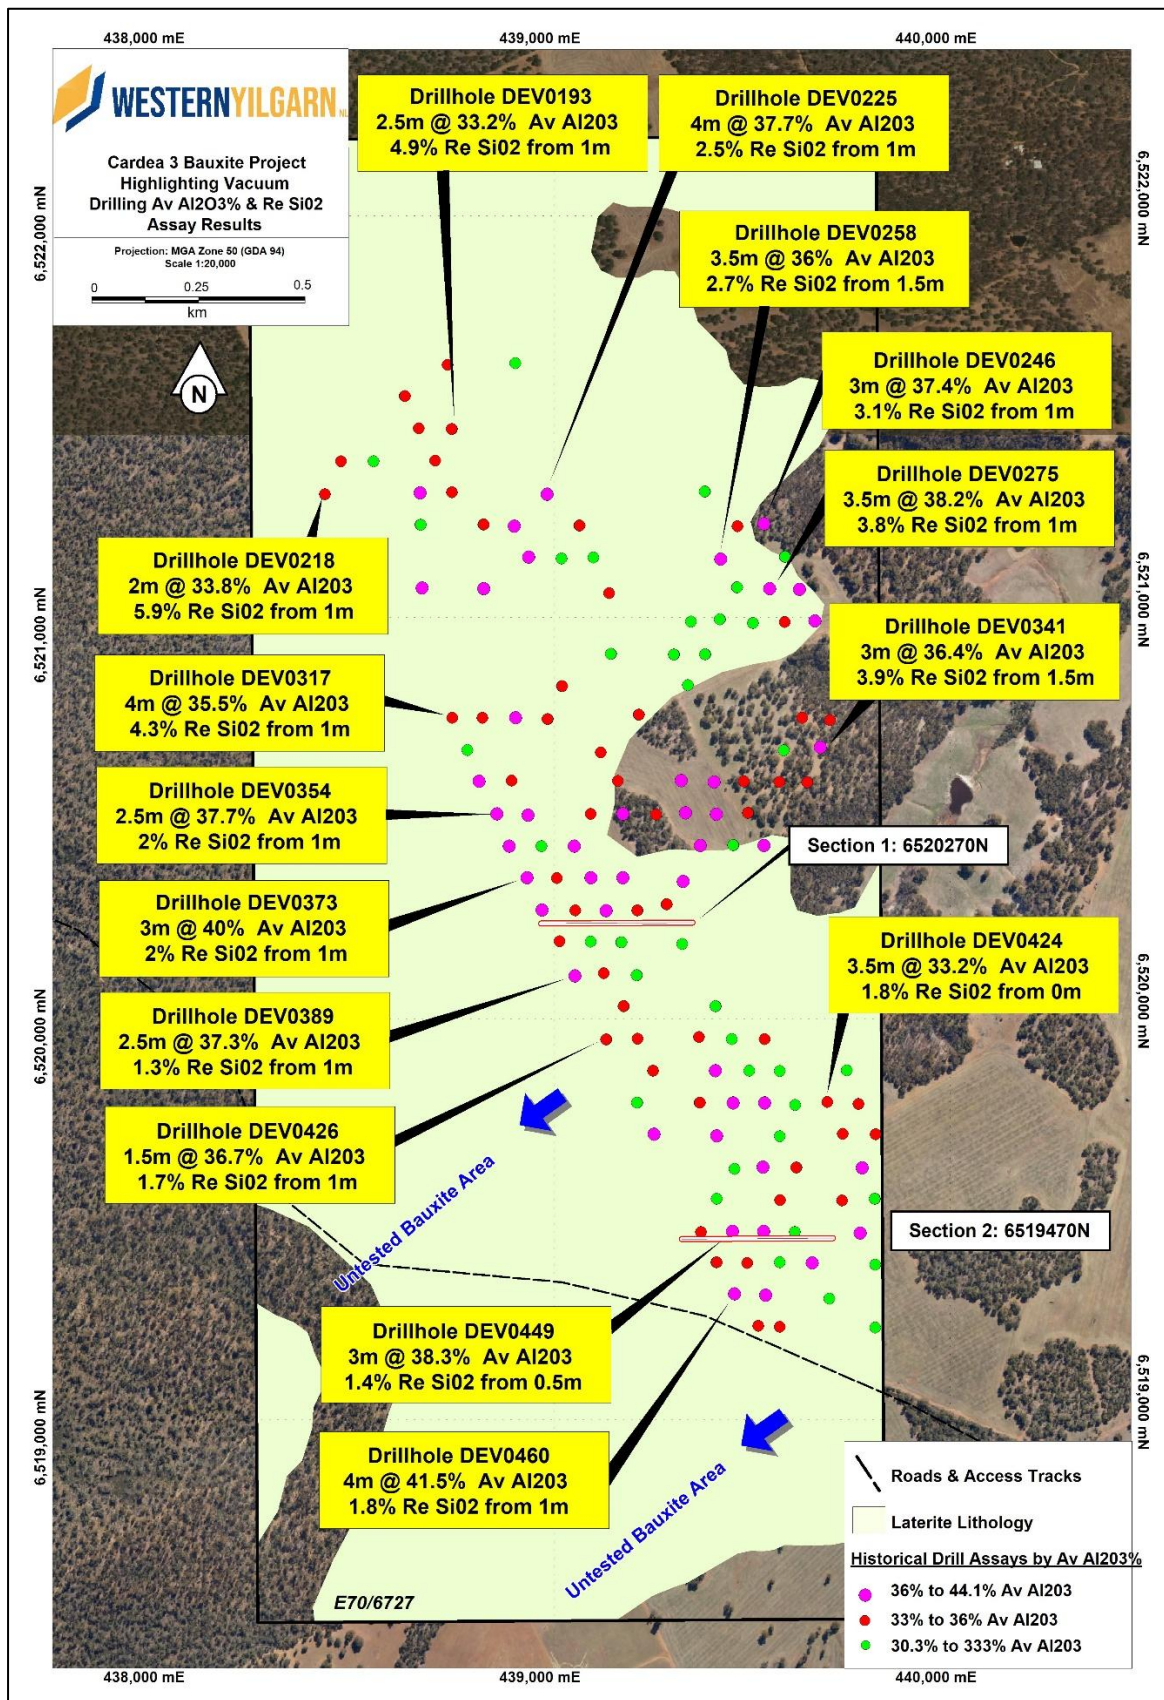 438,000 mE
439,000 mE
440,000 mE
WESTERNYILGARN NL
Cardea 3 Bauxite Project
Highlighting Vacuum
Drilling Av Al2O3% & Re Si02
Assay Results
Projection: MGA Zone 50 (GDA 94)
Scale 1:20,000
0 0.25 0.5
km
N
Drillhole DEV0193
2.5m @ 33.2% Av Al203
4.9% Re Si02 from 1m
Drillhole DEV0225
4m @ 37.7% Av Al203
2.5% Re Si02 from 1m
Drillhole DEV0258
3.5m @ 36% Av Al203
2.7% Re Si02 from 1.5m
Drillhole DEV0246
3m @ 37.4% Av Al203
3.1% Re Si02 from 1m
Drillhole DEV0275
3.5m @ 38.2% Av Al203
3.8% Re Si02 from 1m
Drillhole DEV0218
2m @ 33.8% Av Al203
5.9% Re Si02 from 1m
Drillhole DEV0341
3m @ 36.4% Av Al203
3.9% Re Si02 from 1.5m
Drillhole DEV0317
4m @ 35.5% Av Al203
4.3% Re Si02 from 1m
Drillhole DEV0354
2.5m @ 37.7% Av Al203
2% Re Si02 from 1m
Section 1: 6520270N
Drillhole DEV0373
3m @ 40% Av Al203
2% Re Si02 from 1m
Drillhole DEV0424
3.5m @ 33.2% Av Al203
1.8% Re Si02 from 0m
Drillhole DEV0389
2.5m @ 37.3% Av Al203
1.3% Re Si02 from 1m
Drillhole DEV0426
1.5m @ 36.7% Av Al203
1.7% Re Si02 from 1m
Untested Bauxite Area
Section 2: 6519470N
Drillhole DEV0449
3m @ 38.3% Av Al203
1.4% Re Si02 from 0.5m
Drillhole DEV0460
4m @ 41.5% Av Al203
1.8% Re Si02 from 1m
Untested Bauxite Area
E70/6727
Roads & Access Tracks
Laterite Lithology
Historical Drill Assays by Av Al203%
36% to 44.1% Av Al203
33% to 36% Av Al203
30.3% to 333% Av Al203
6,522,000 mN
6,521,000 mN
6,520,000 mN
6,519,000 mN
6,522,000 mN
6,521,000 mN
6,520,000 mN
6,519,000 mN
438,000 mE
439,000 mE
440,000 mE